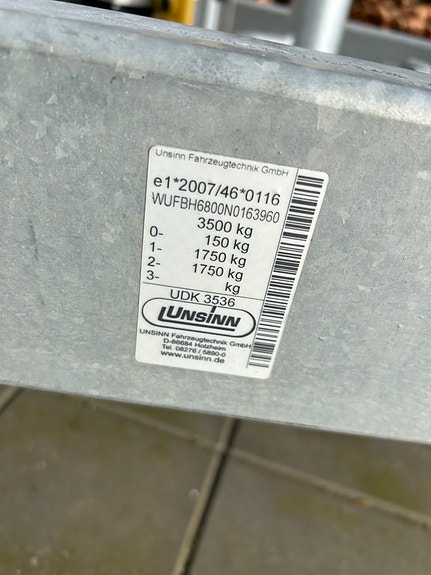 Unsinn Fahrzeugtechnik GmbH
e1*2007/46*0116
WUFBH6800N0163960
3500 kg
0- 150 kg
1- 1750 kg
2- 1750 kg
3- kg
UDK 3536
UNSINN
UNSINN Fahrzeugtechnik GmbH
D-86684 Holzheim
Tel. 08276 / 5890-0
www.unsinn.de